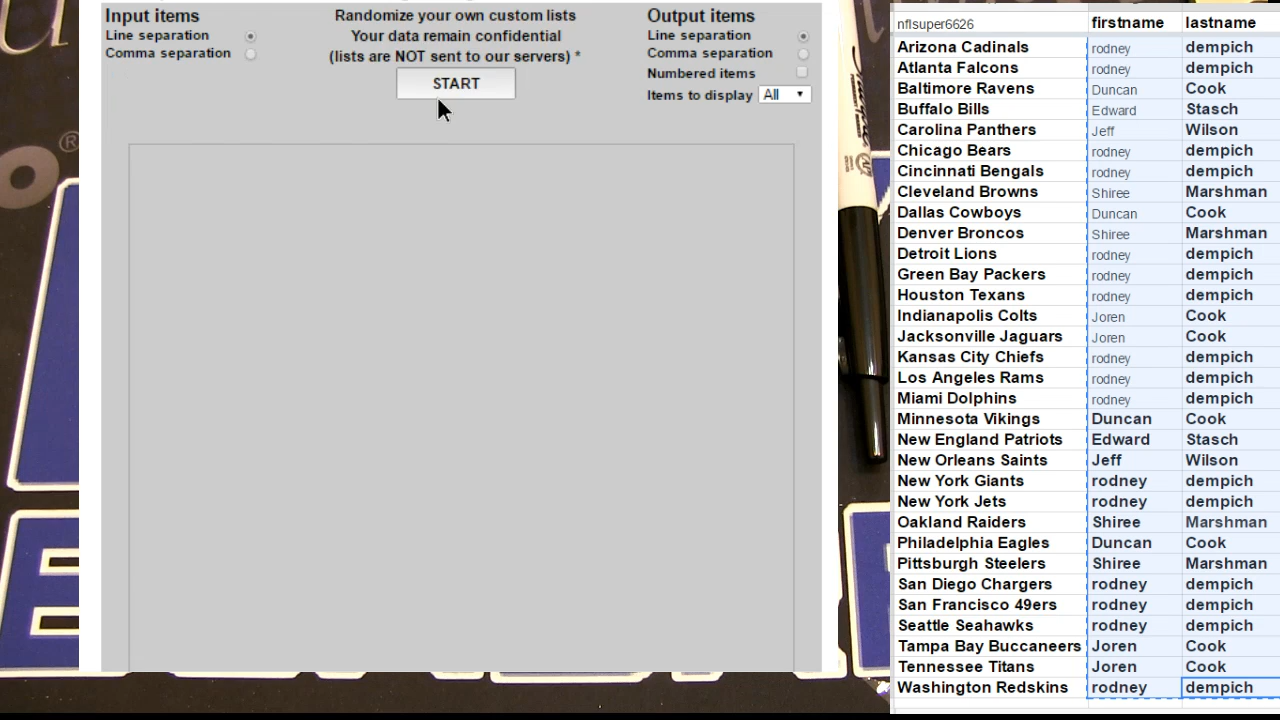 Input items
Line separation
Comma separation
Randomize your own custom lists
Your data remain confidential
(lists are NOT sent to our servers) *
START
Output items
Line separation
Comma separation
Numbered items
Items to display All
®
nflsuper6626 firstname lastname
Arizona Cadinals rodney dempich
Atlanta Falcons rodney dempich
Baltimore Ravens Duncan Cook
Buffalo Bills Edward Stasch
Carolina Panthers Jeff Wilson
Chicago Bears rodney dempich
Cincinnati Bengals rodney dempich
Cleveland Browns Shiree Marshman
Dallas Cowboys Duncan Cook
Denver Broncos Shiree Marshman
Detroit Lions rodney dempich
Green Bay Packers rodney dempich
Houston Texans rodney dempich
Indianapolis Colts Joren Cook
Jacksonville Jaguars Joren Cook
Kansas City Chiefs rodney dempich
Los Angeles Rams rodney dempich
Miami Dolphins rodney dempich
Minnesota Vikings Duncan Cook
New England Patriots Edward Stasch
New Orleans Saints Jeff Wilson
New York Giants rodney dempich
New York Jets rodney dempich
Oakland Raiders Shiree Marshman
Philadelphia Eagles Duncan Cook
Pittsburgh Steelers Shiree Marshman
San Diego Chargers rodney dempich
San Francisco 49ers rodney dempich
Seattle Seahawks rodney dempich
Tampa Bay Buccaneers Joren Cook
Tennessee Titans Joren Cook
Washington Redskins rodney dempich